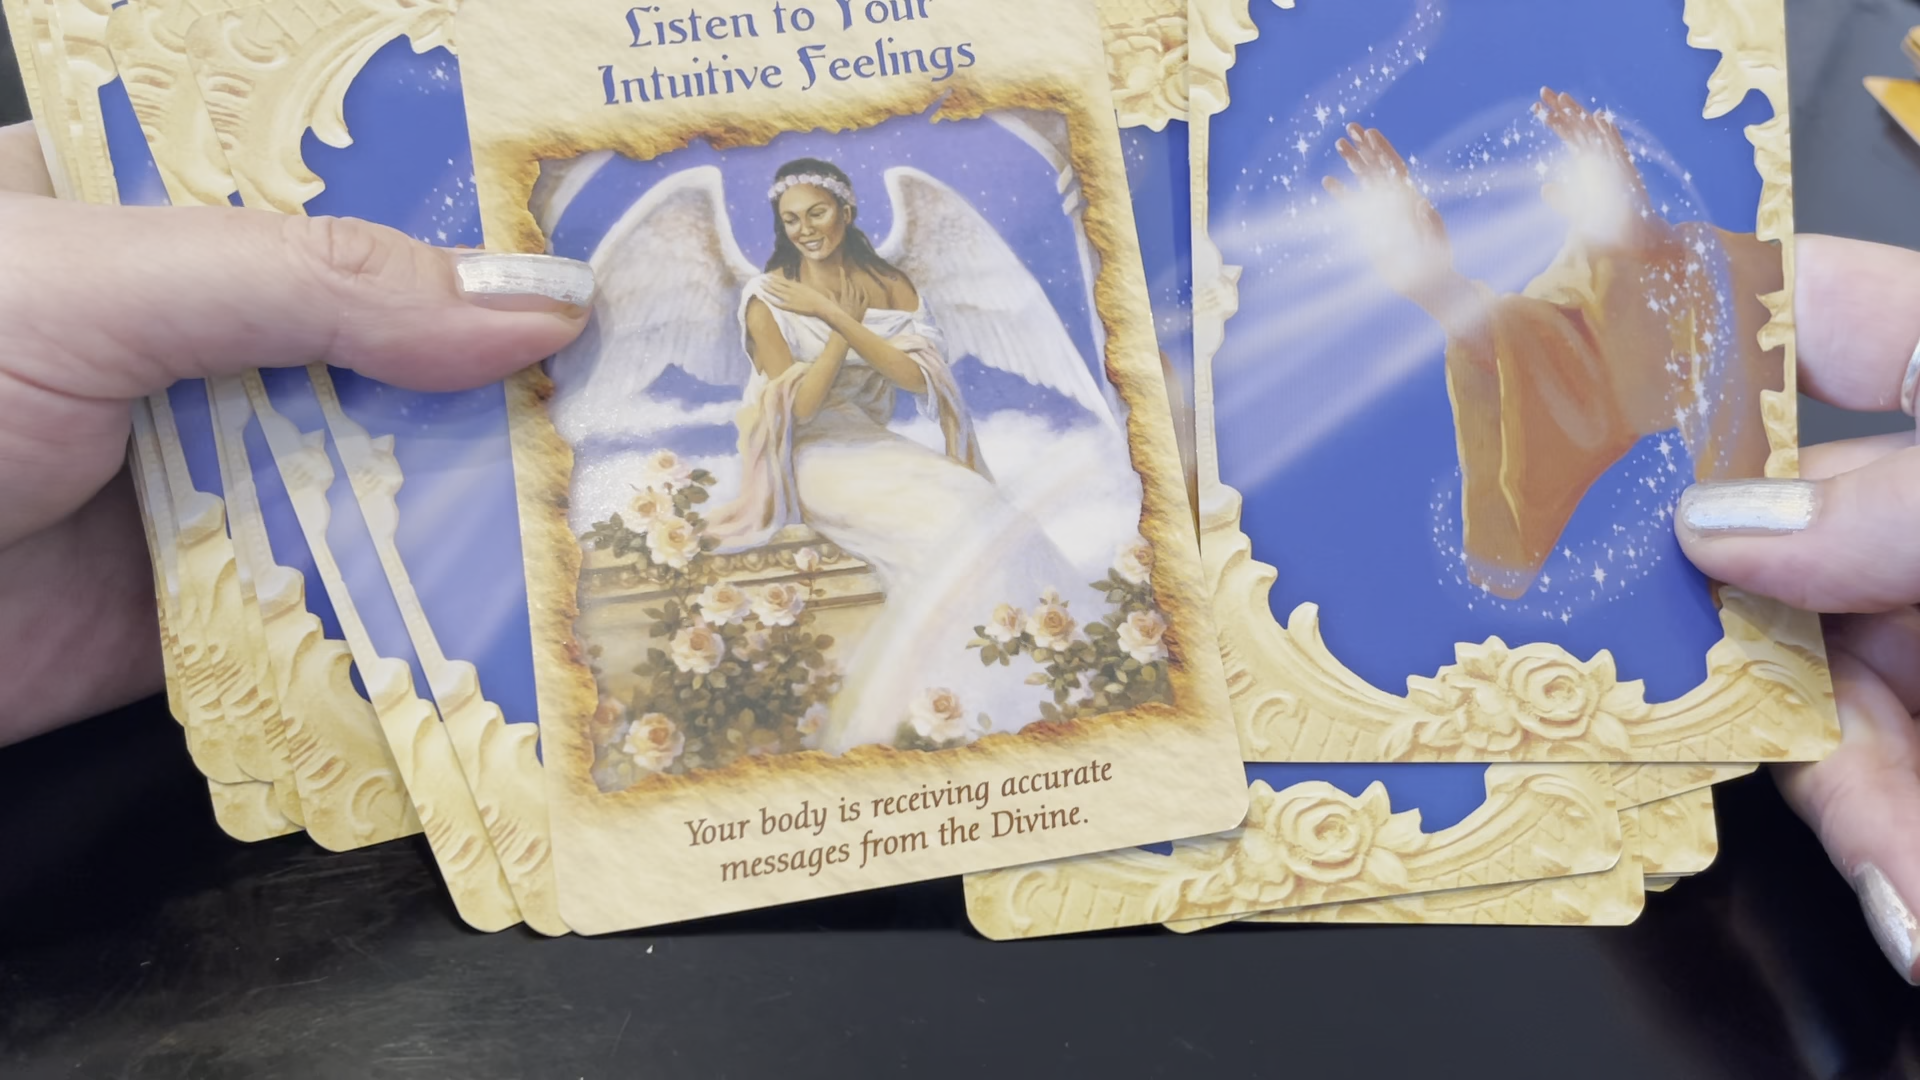 Listen to Your
Intuitive Feelings
Your body is receiving accurate
messages from the Divine.